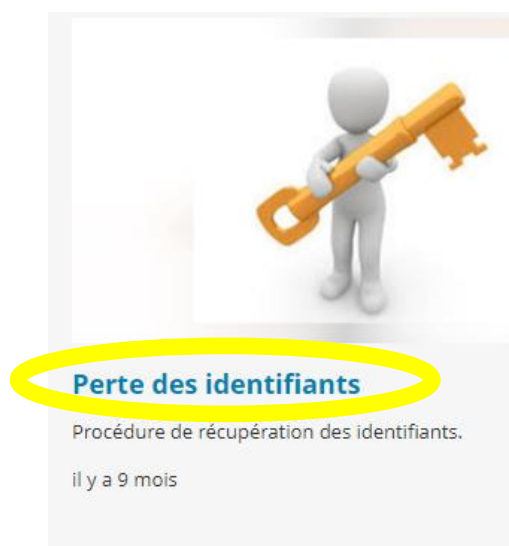 Perte des identifiants
Procédure de récupération des identifiants.
il y a 9 mois